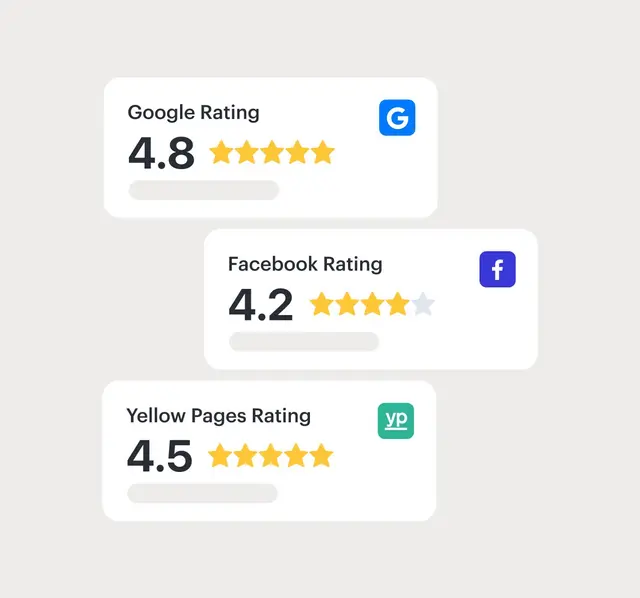 Google Rating
G
4.8
Facebook Rating
f
4.2
Yellow Pages Rating
yp
4.5